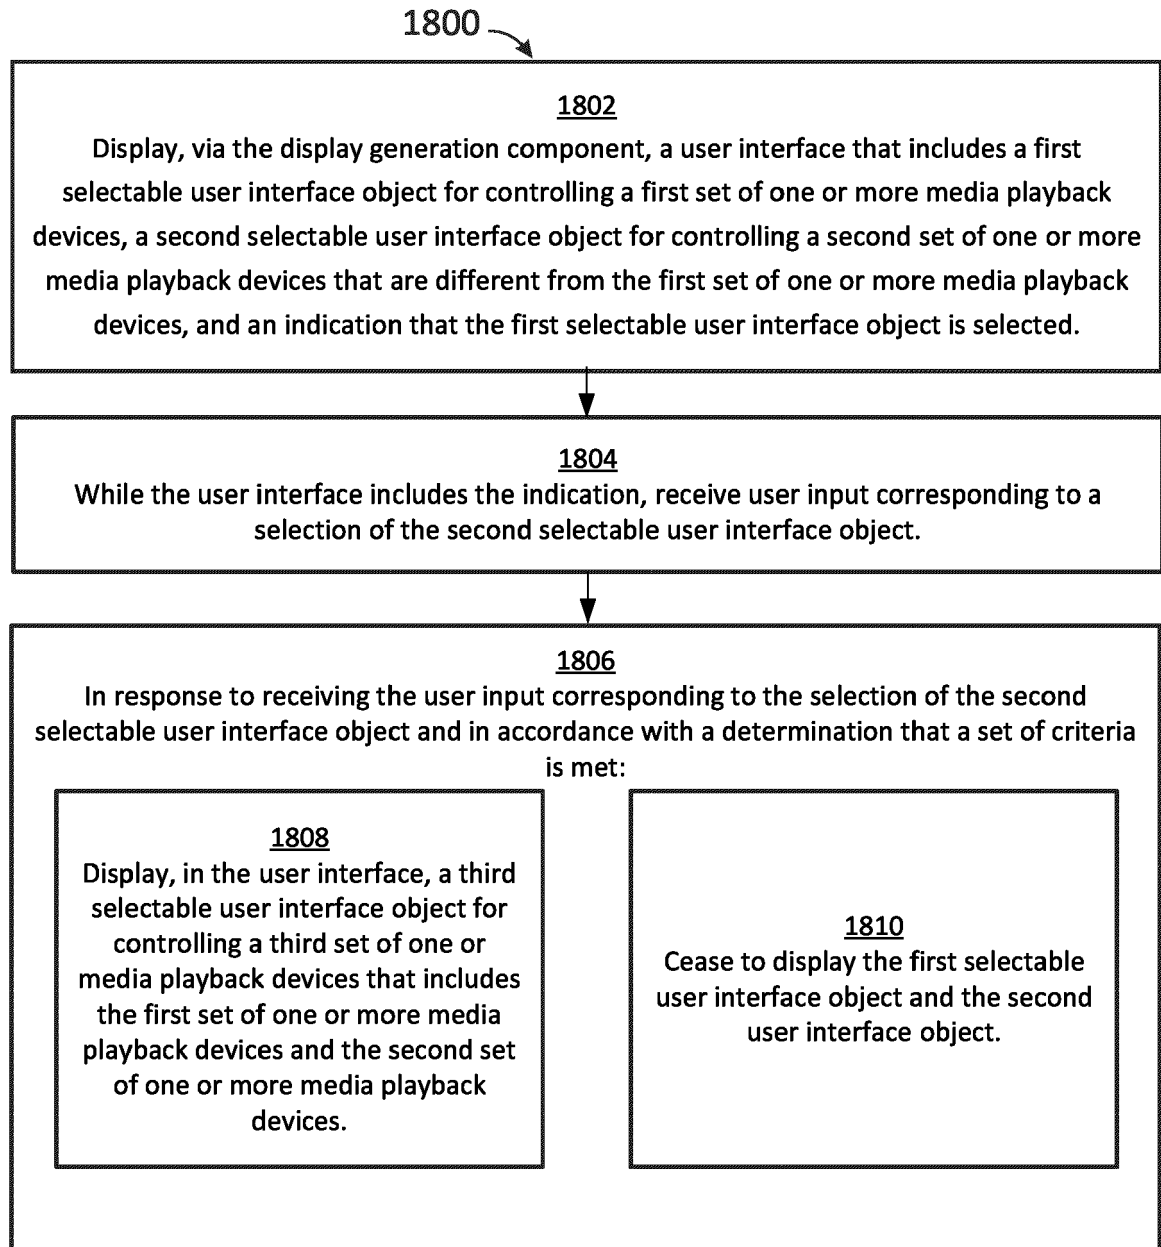 1800
1802
Display, via the display generation component, a user interface that includes a first
selectable user interface object for controlling a first set of one or more media playback
devices, a second selectable user interface object for controlling a second set of one or more
media playback devices that are different from the first set of one or more media playback
devices, and an indication that the first selectable user interface object is selected.
1804
While the user interface includes the indication, receive user input corresponding to a
selection of the second selectable user interface object.
1806
In response to receiving the user input corresponding to the selection of the second
selectable user interface object and in accordance with a determination that a set of criteria
is met:
1808
Display, in the user interface, a third
selectable user interface object for
controlling a third set of one or
media playback devices that includes
the first set of one or more media
playback devices and the second set
of one or more media playback
devices.
1810
Cease to display the first selectable
user interface object and the second
user interface object.